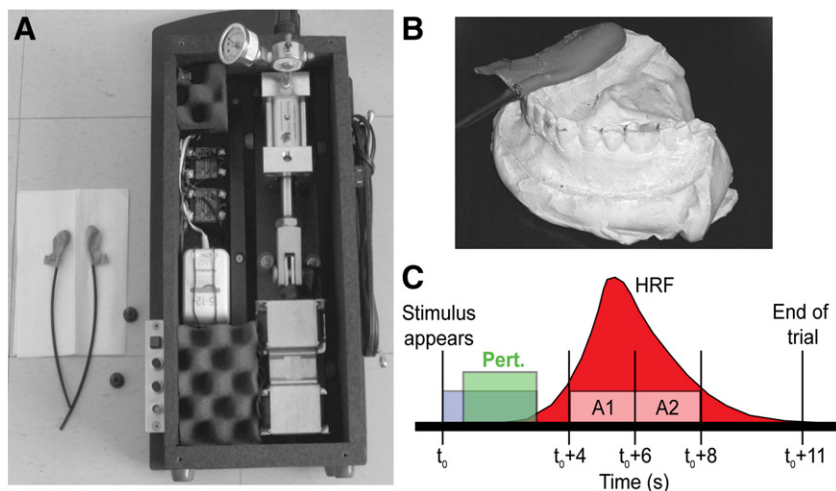 A
B
C
HRF
Stimulus
appears
End of
trial
Pert.
A1
A2
t₀
t₀+4
t₀+6
t₀+8
t₀+11
Time (s)